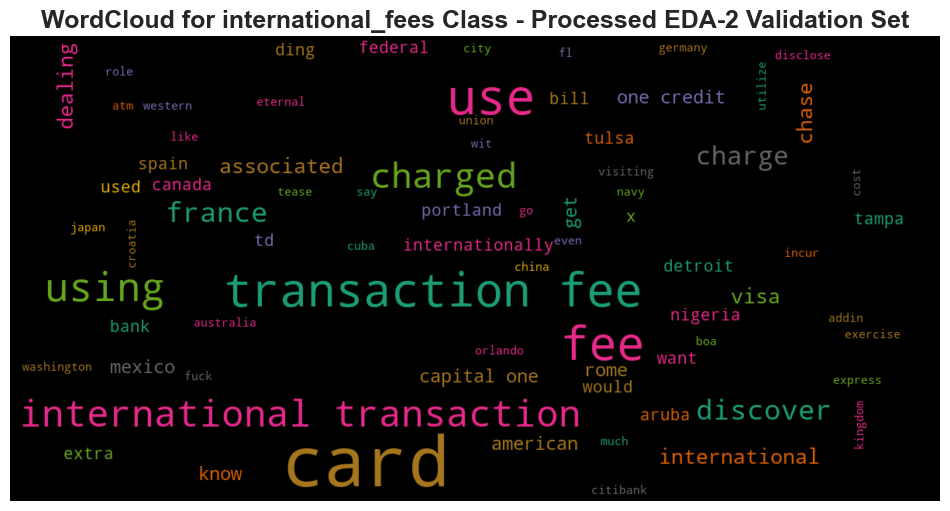 WordCloud for international_fees Class - Processed EDA-2 Validation Set
dealing
ding
federal
city
fl
germany
disclose
role
use
bill
one credit
utilize
chase
atm
western
eternal
union
like
wit
tulsa
charge
spain
associated
charged
visiting
cost
used
canada
tease
say
navy
france
portland
go
get
x
tampa
japan
croatia
td
cuba
internationally
even
incur
china
detroit
using
transaction fee
visa
bank
australia
nigeria
addin
fee
boa
exercise
orlando
want
washington
mexico
fuck
capital one
rome
would
express
international transaction
aruba
discover
kingdom
card
american
much
extra
international
know
citibank